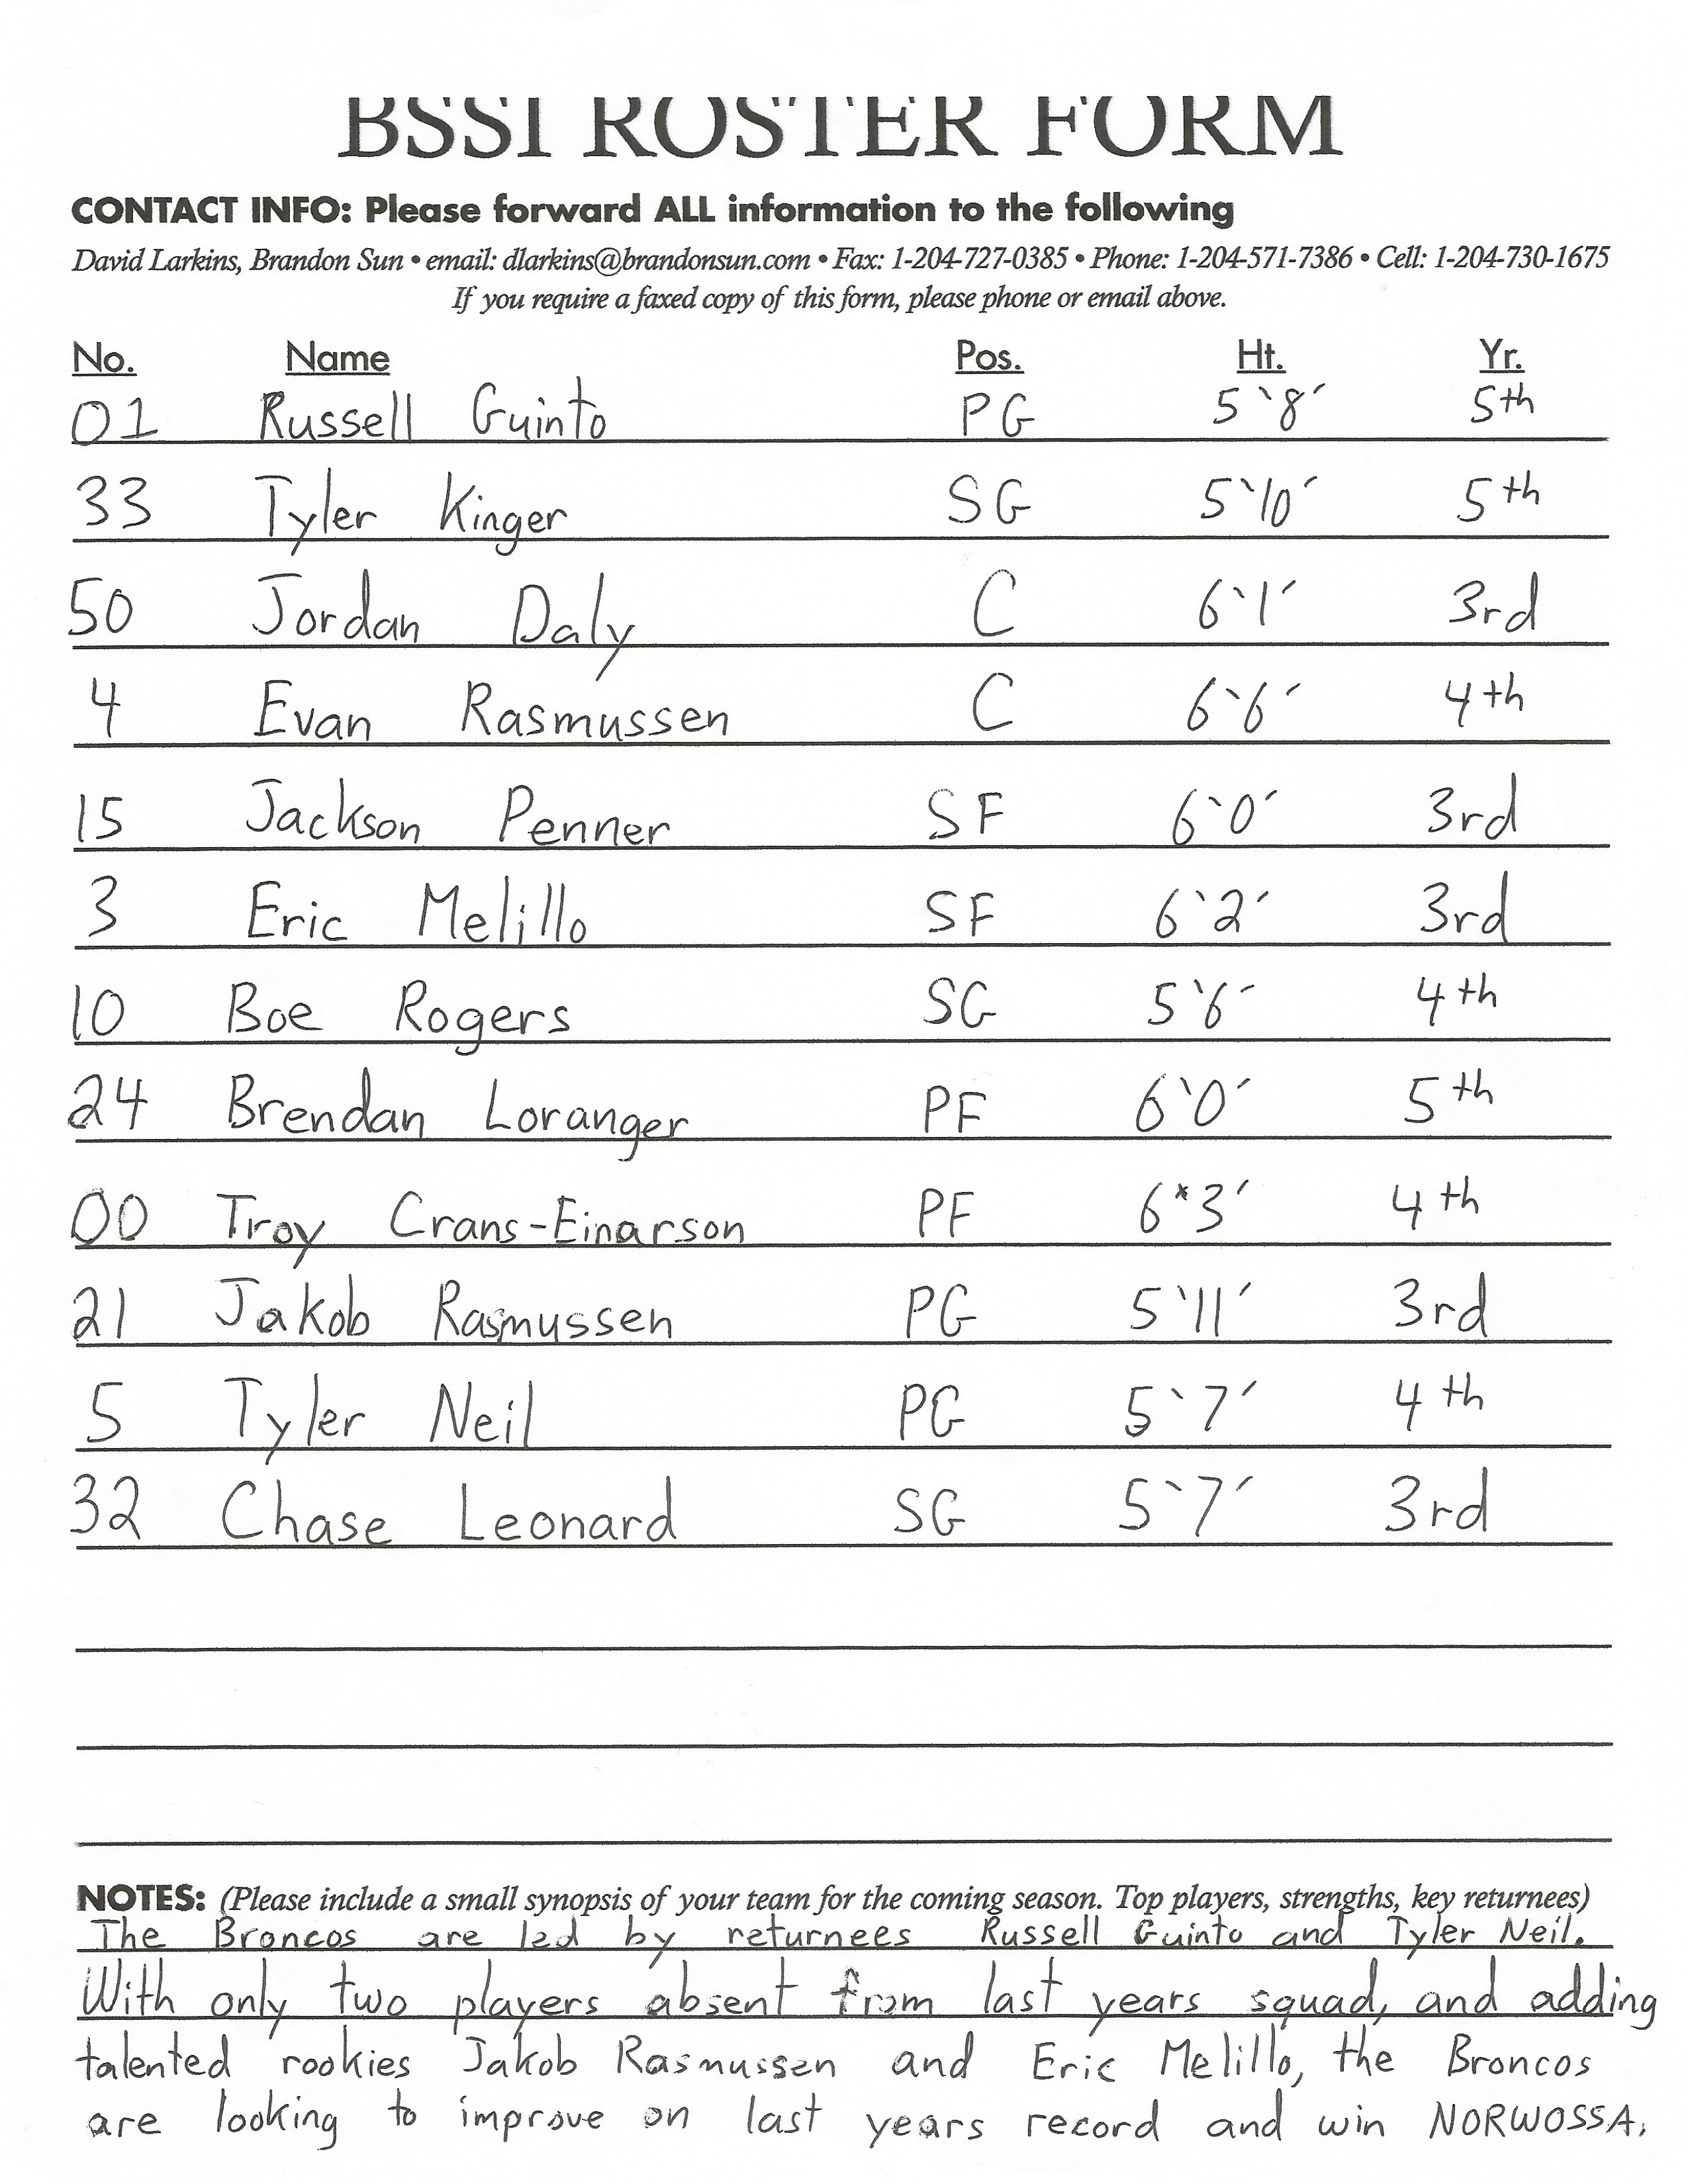 BSSI ROSTER FORM
CONTACT INFO: Please forward ALL information to the following
David Larkins, Brandon Sun • email: dlarkins@brandonsun.com • Fax: 1-204-727-0385 • Phone: 1-204-571-7386 • Cell: 1-204-730-1675
If you require a faxed copy of this form, please phone or email above.
No. Name Pos. Ht. Yr.
01 Russell Guinto PG 5`8´ 5th
33 Tyler Kinger SG 5`10´ 5th
50 Jordan Daly C 6`1´ 3rd
4 Evan Rasmussen C 6`6´ 4th
15 Jackson Penner SF 6`0´ 3rd
3 Eric Melillo SF 6`2´ 3rd
10 Boe Rogers SG 5`6´ 4th
24 Brendan Loranger PF 6`0´ 5th
00 Troy Crans-Einarson PF 6`3´ 4th
21 Jakob Rasmussen PG 5`11´ 3rd
5 Tyler Neil PG 5`7´ 4th
32 Chase Leonard SG 5`7´ 3rd
NOTES: (Please include a small synopsis of your team for the coming season. Top players, strengths, key returnees)
The Broncos are led by returnees Russell Guinto and Tyler Neil.
With only two players absent from last years squad, and adding
talented rookies Jakob Rasmussen and Eric Melillo, the Broncos
are looking to improve on last years record and win NORWOSSA.